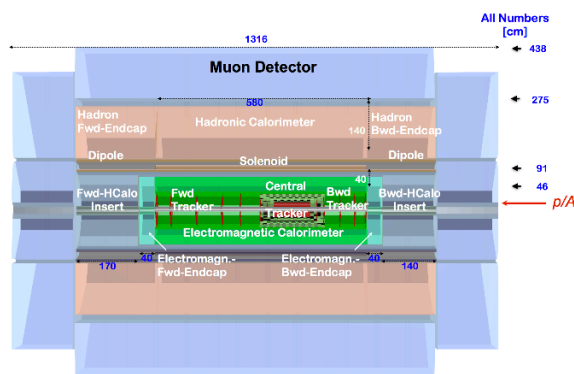 All Numbers
[cm]
1316
438
Muon Detector
580
275
Hadron
Fwd-Endcap
Hadronic Calorimeter
Hadron
Bwd-Endcap
140
Dipole
Solenoid
Dipole
91
40
46
Fwd-HCalo
Insert
Fwd
Tracker
Central
Tracker
Bwd
Tracker
Bwd-HCalo
Insert
p/A
Electromagnetic Calorimeter
170
40
Electromagn.-
Fwd-Endcap
Electromagn.-
Bwd-Endcap
40
140